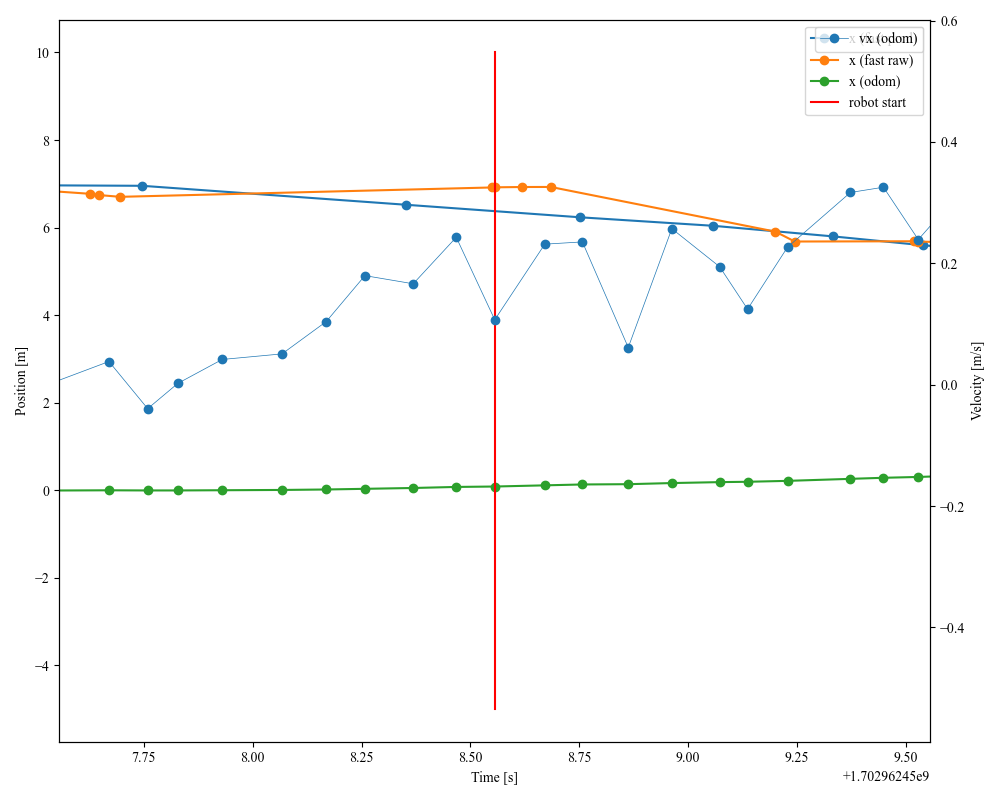 0.6
10
vx (odom)
x (fast raw)
x (odom)
robot start
8
0.4
6
0.2
4
Position [m]
Velocity [m/s]
0.0
2
0
−0.2
−2
−0.4
−4
7.75 8.00 8.25 8.50 8.75 9.00 9.25 9.50
Time [s]
+1.70296245e9